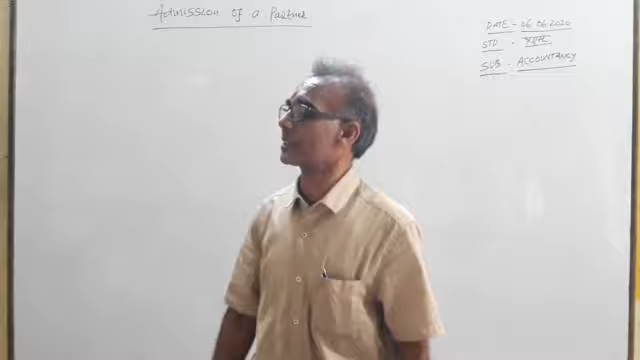 Admission of a Partner
DATE - 06.06.2020
STD -
SUB - ACCOUNTANCY